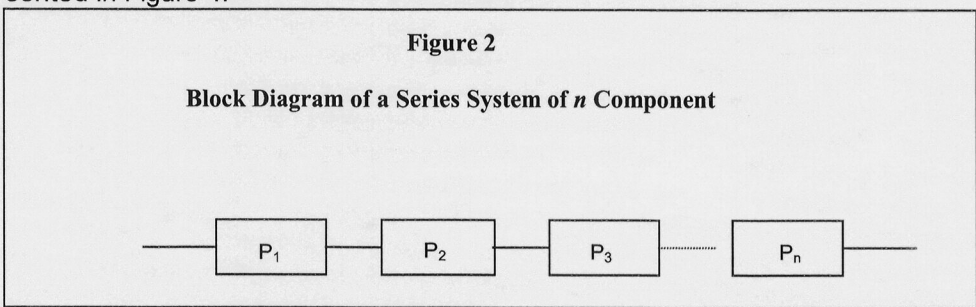 Figure 2
Block Diagram of a Series System of n Component
P₁ P₂ P₃ Pₙ